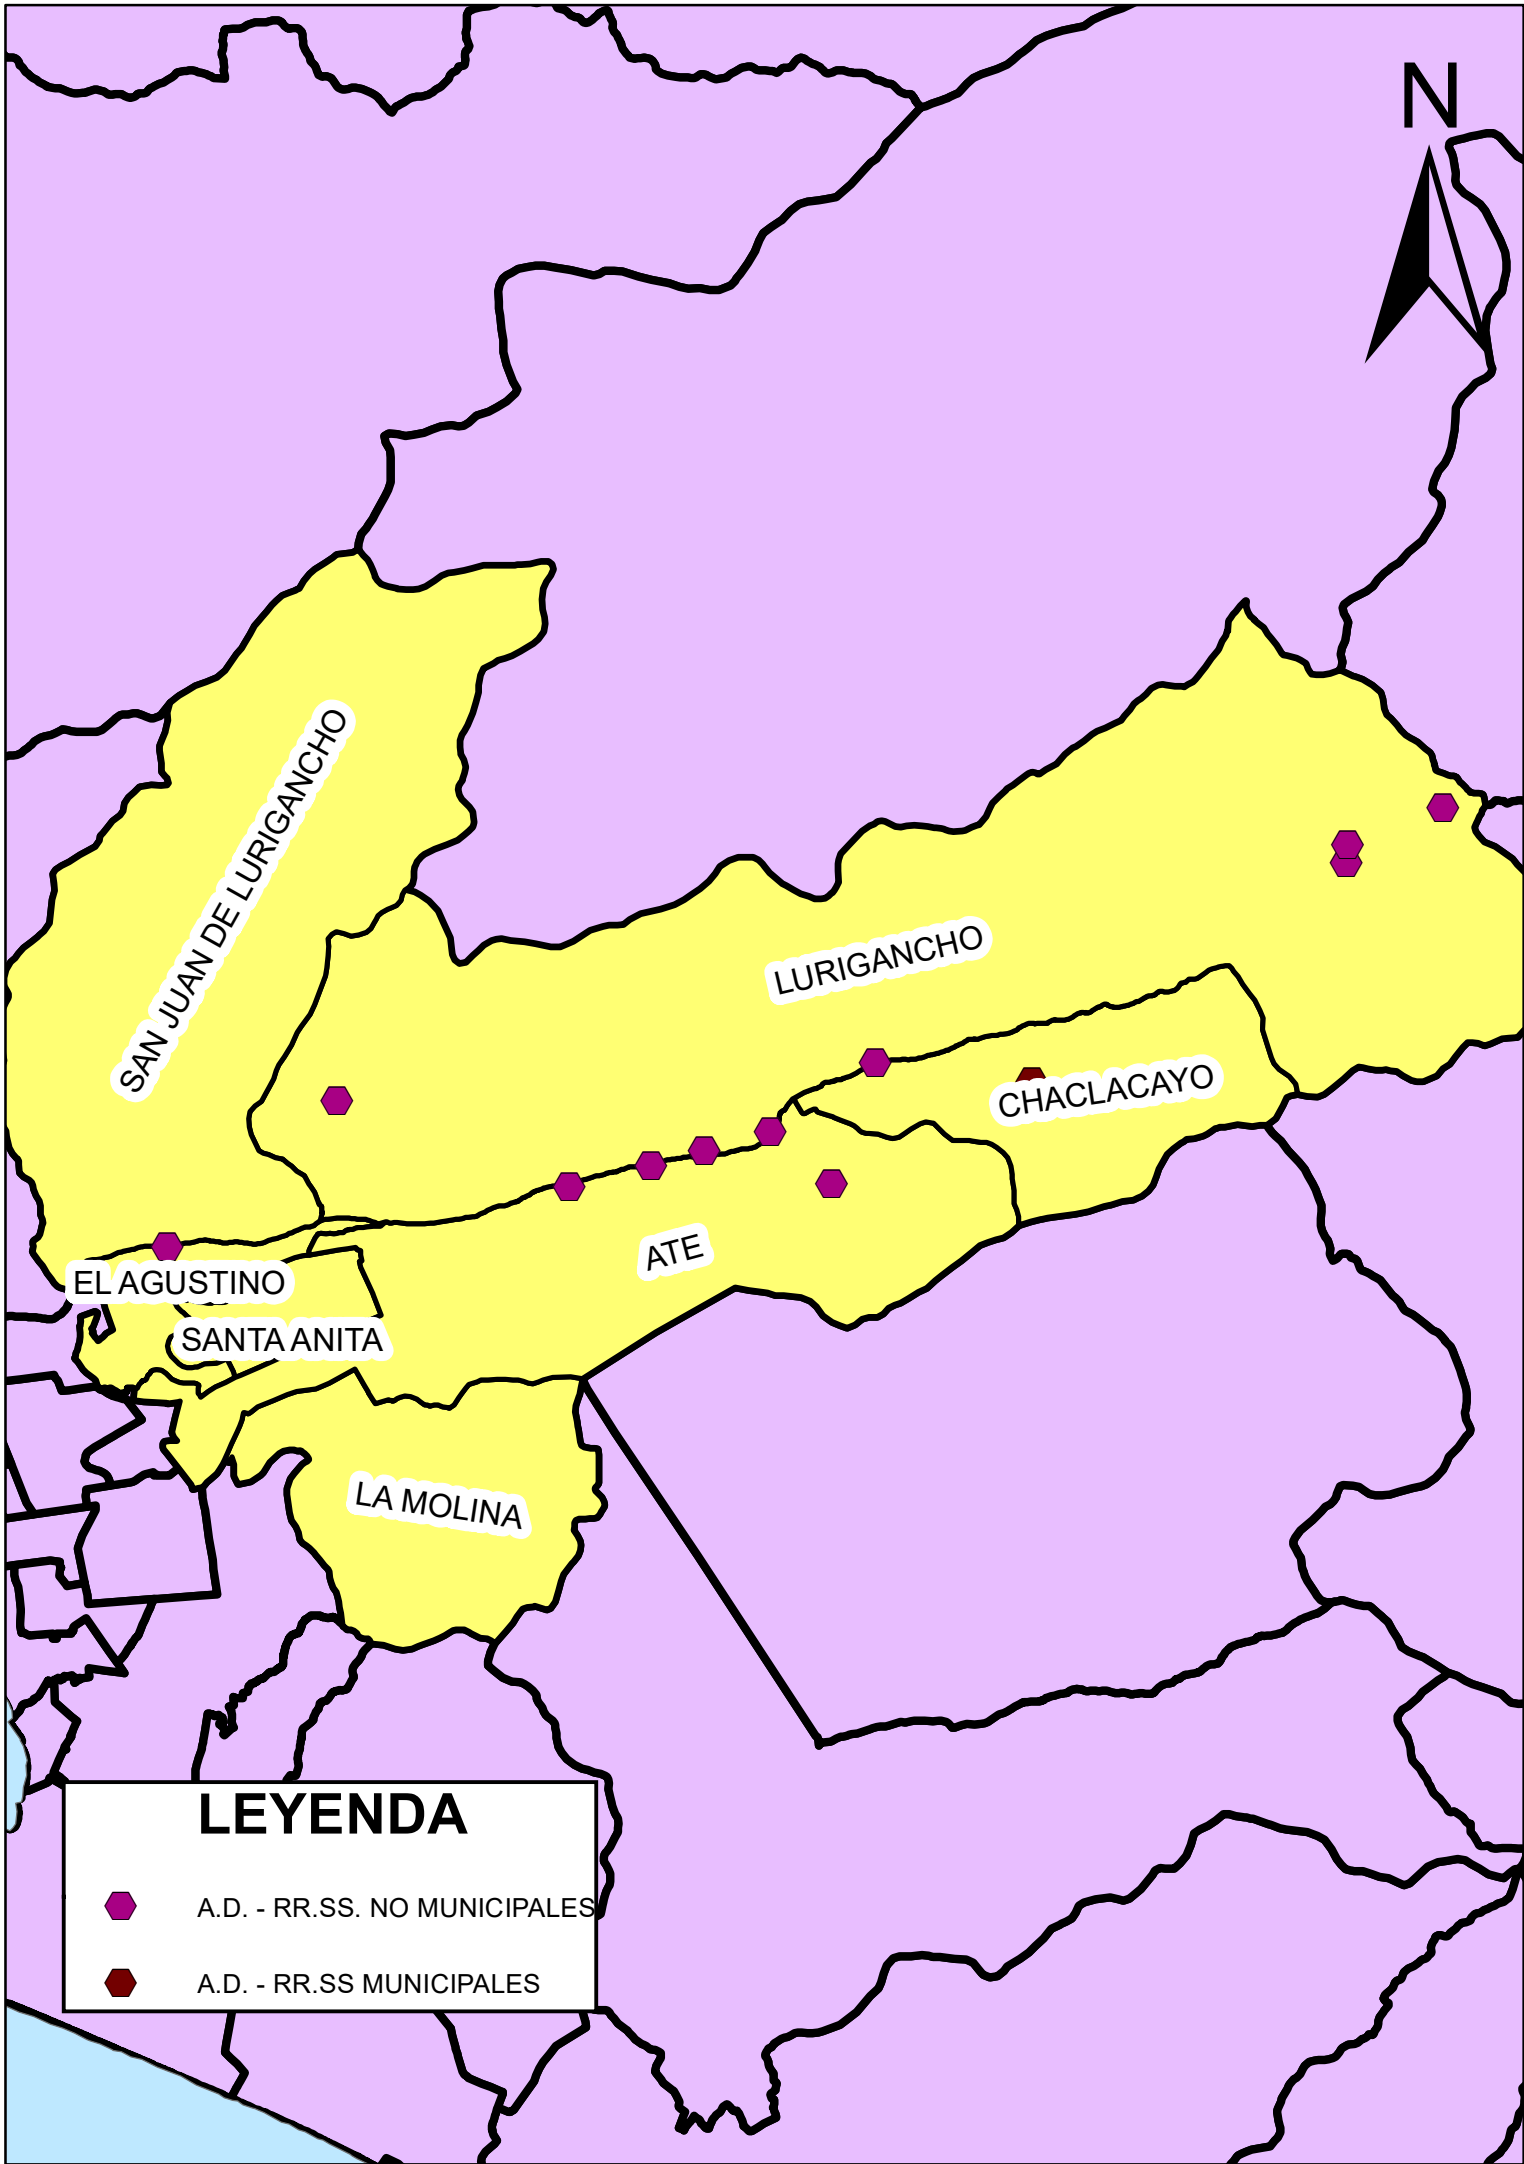 N
SAN JUAN DE LURIGANCHO
LURIGANCHO
CHACLACAYO
ATE
EL AGUSTINO
SANTA ANITA
LA MOLINA
LEYENDA
A.D. - RR.SS. NO MUNICIPALES
A.D. - RR.SS MUNICIPALES